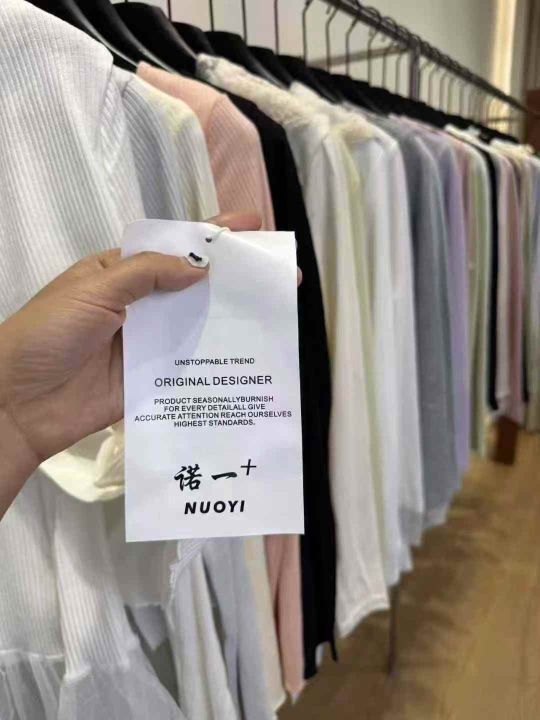 UNSTOPPABLE TREND
ORIGINAL DESIGNER
PRODUCT SEASONALLYBURNISH
FOR EVERY DETAILALL GIVE
ACCURATE ATTENTION REACH OURSELVES
HIGHEST STANDARDS.
诺一+
NUOYI